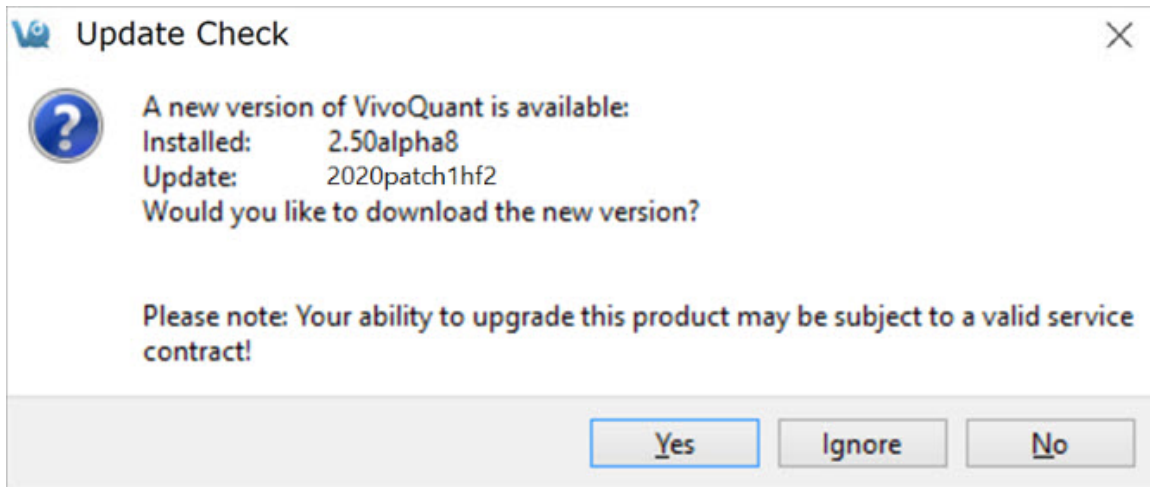 Update Check
A new version of VivoQuant is available:
Installed: 2.50alpha8
Update: 2020patch1hf2
Would you like to download the new version?
Please note: Your ability to upgrade this product may be subject to a valid service
contract!
Yes Ignore No